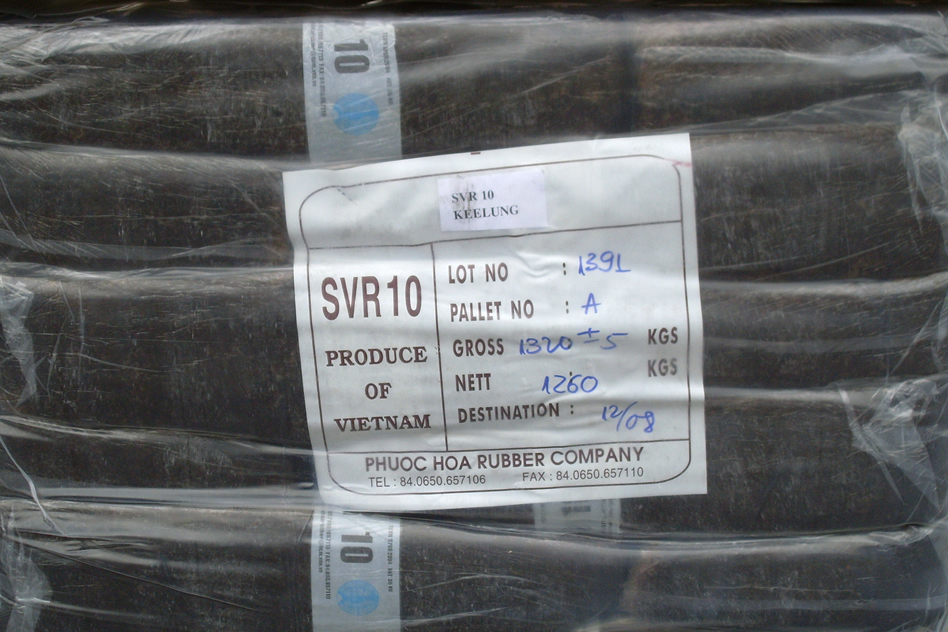 10
SVR 10
KEELUNG
SVR10
PRODUCE
OF
VIETNAM
LOT NO : 139L
PALLET NO : A
GROSS 1320 ± 5 KGS
NETT : 1260 KGS
DESTINATION : 12/08
PHUOC HOA RUBBER COMPANY
TEL : 84.0650.657106 FAX : 84.0650.657110
10